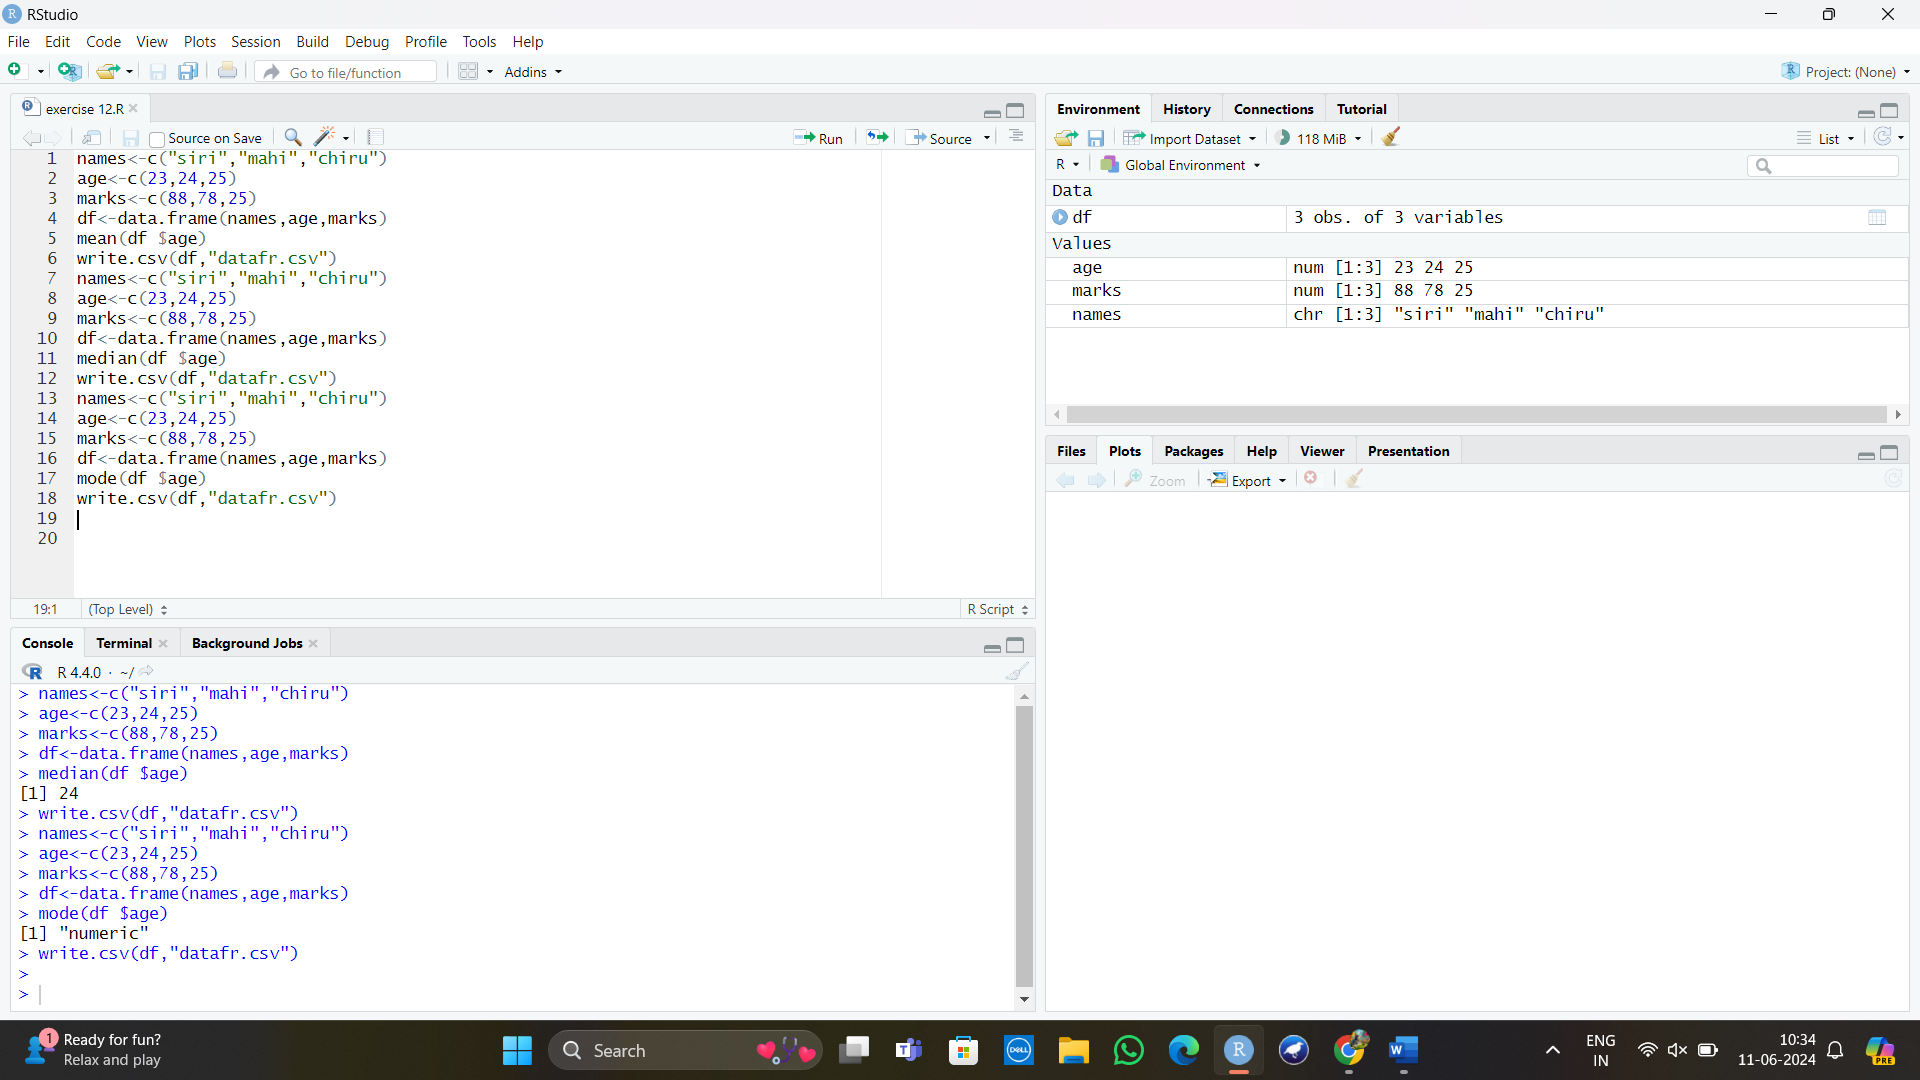 RStudio
File Edit Code View Plots Session Build Debug Profile Tools Help
Go to file/function Addins Project: (None)
exercise 12.R
Source on Save Run Source
1 names<-c("siri","mahi","chiru")
2 age<-c(23,24,25)
3 marks<-c(88,78,25)
4 df<-data.frame(names,age,marks)
5 mean(df $age)
6 write.csv(df,"datafr.csv")
7 names<-c("siri","mahi","chiru")
8 age<-c(23,24,25)
9 marks<-c(88,78,25)
10 df<-data.frame(names,age,marks)
11 median(df $age)
12 write.csv(df,"datafr.csv")
13 names<-c("siri","mahi","chiru")
14 age<-c(23,24,25)
15 marks<-c(88,78,25)
16 df<-data.frame(names,age,marks)
17 mode(df $age)
18 write.csv(df,"datafr.csv")
19
20
19:1 (Top Level) R Script
Console Terminal Background Jobs
R 4.4.0 · ~/
> names<-c("siri","mahi","chiru")
> age<-c(23,24,25)
> marks<-c(88,78,25)
> df<-data.frame(names,age,marks)
> median(df $age)
[1] 24
> write.csv(df,"datafr.csv")
> names<-c("siri","mahi","chiru")
> age<-c(23,24,25)
> marks<-c(88,78,25)
> df<-data.frame(names,age,marks)
> mode(df $age)
[1] "numeric"
> write.csv(df,"datafr.csv")
>
>
Environment History Connections Tutorial
Import Dataset 118 MiB List
R Global Environment
Data
df 3 obs. of 3 variables
Values
age num [1:3] 23 24 25
marks num [1:3] 88 78 25
names chr [1:3] "siri" "mahi" "chiru"
Files Plots Packages Help Viewer Presentation
Zoom Export
1 Ready for fun?
Relax and play
Search
DELL
R
W
ENG
IN
10:34
11-06-2024
PRE